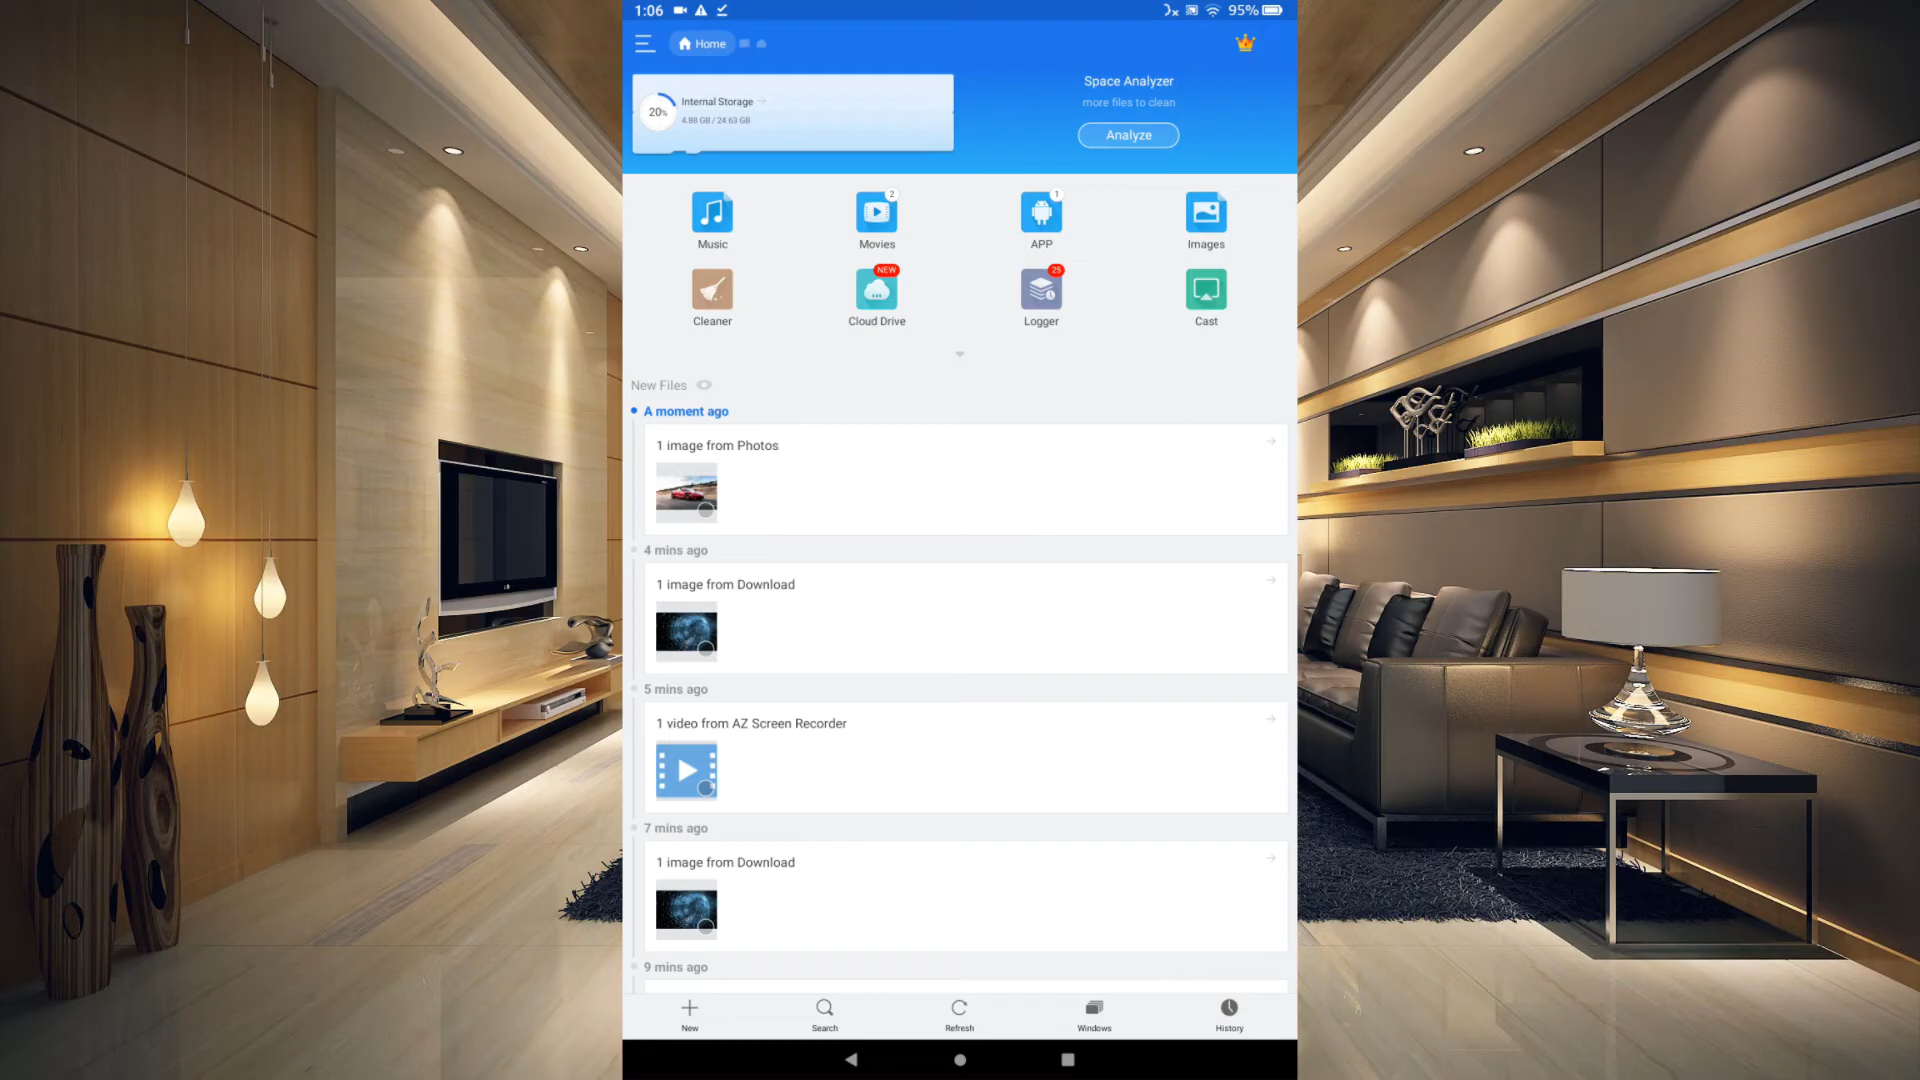 1:06
95%
Home
20%
Internal Storage
4.88 GB / 24.63 GB
Space Analyzer
more files to clean
Analyze
Music
2
Movies
1
APP
Images
Cleaner
NEW
Cloud Drive
25
Logger
Cast
New Files
A moment ago
1 image from Photos
4 mins ago
1 image from Download
5 mins ago
1 video from AZ Screen Recorder
7 mins ago
1 image from Download
9 mins ago
New
Search
Refresh
Windows
History